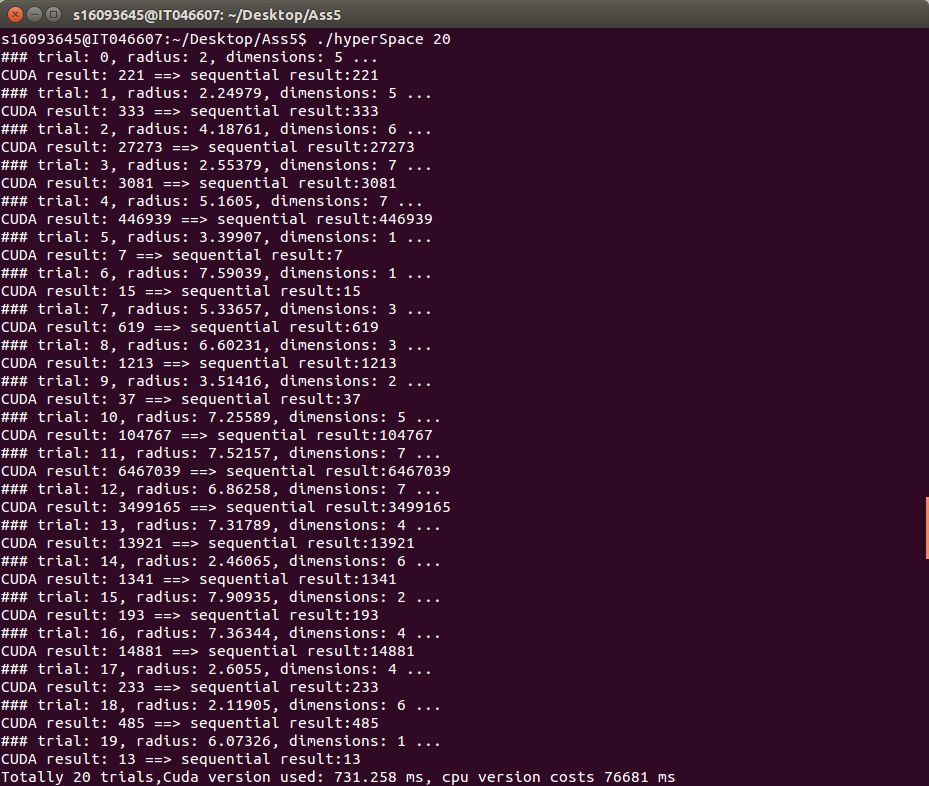 s16093645@IT046607: ~/Desktop/Ass5
s16093645@IT046607:~/Desktop/Ass5$ ./hyperSpace 20
### trial: 0, radius: 2, dimensions: 5 ...
CUDA result: 221 ==> sequential result:221
### trial: 1, radius: 2.24979, dimensions: 5 ...
CUDA result: 333 ==> sequential result:333
### trial: 2, radius: 4.18761, dimensions: 6 ...
CUDA result: 27273 ==> sequential result:27273
### trial: 3, radius: 2.55379, dimensions: 7 ...
CUDA result: 3081 ==> sequential result:3081
### trial: 4, radius: 5.1605, dimensions: 7 ...
CUDA result: 446939 ==> sequential result:446939
### trial: 5, radius: 3.39907, dimensions: 1 ...
CUDA result: 7 ==> sequential result:7
### trial: 6, radius: 7.59039, dimensions: 1 ...
CUDA result: 15 ==> sequential result:15
### trial: 7, radius: 5.33657, dimensions: 3 ...
CUDA result: 619 ==> sequential result:619
### trial: 8, radius: 6.60231, dimensions: 3 ...
CUDA result: 1213 ==> sequential result:1213
### trial: 9, radius: 3.51416, dimensions: 2 ...
CUDA result: 37 ==> sequential result:37
### trial: 10, radius: 7.25589, dimensions: 5 ...
CUDA result: 104767 ==> sequential result:104767
### trial: 11, radius: 7.52157, dimensions: 7 ...
CUDA result: 6467039 ==> sequential result:6467039
### trial: 12, radius: 6.86258, dimensions: 7 ...
CUDA result: 3499165 ==> sequential result:3499165
### trial: 13, radius: 7.31789, dimensions: 4 ...
CUDA result: 13921 ==> sequential result:13921
### trial: 14, radius: 2.46065, dimensions: 6 ...
CUDA result: 1341 ==> sequential result:1341
### trial: 15, radius: 7.90935, dimensions: 2 ...
CUDA result: 193 ==> sequential result:193
### trial: 16, radius: 7.36344, dimensions: 4 ...
CUDA result: 14881 ==> sequential result:14881
### trial: 17, radius: 2.6055, dimensions: 4 ...
CUDA result: 233 ==> sequential result:233
### trial: 18, radius: 2.11905, dimensions: 6 ...
CUDA result: 485 ==> sequential result:485
### trial: 19, radius: 6.07326, dimensions: 1 ...
CUDA result: 13 ==> sequential result:13
Totally 20 trials,Cuda version used: 731.258 ms, cpu version costs 76681 ms